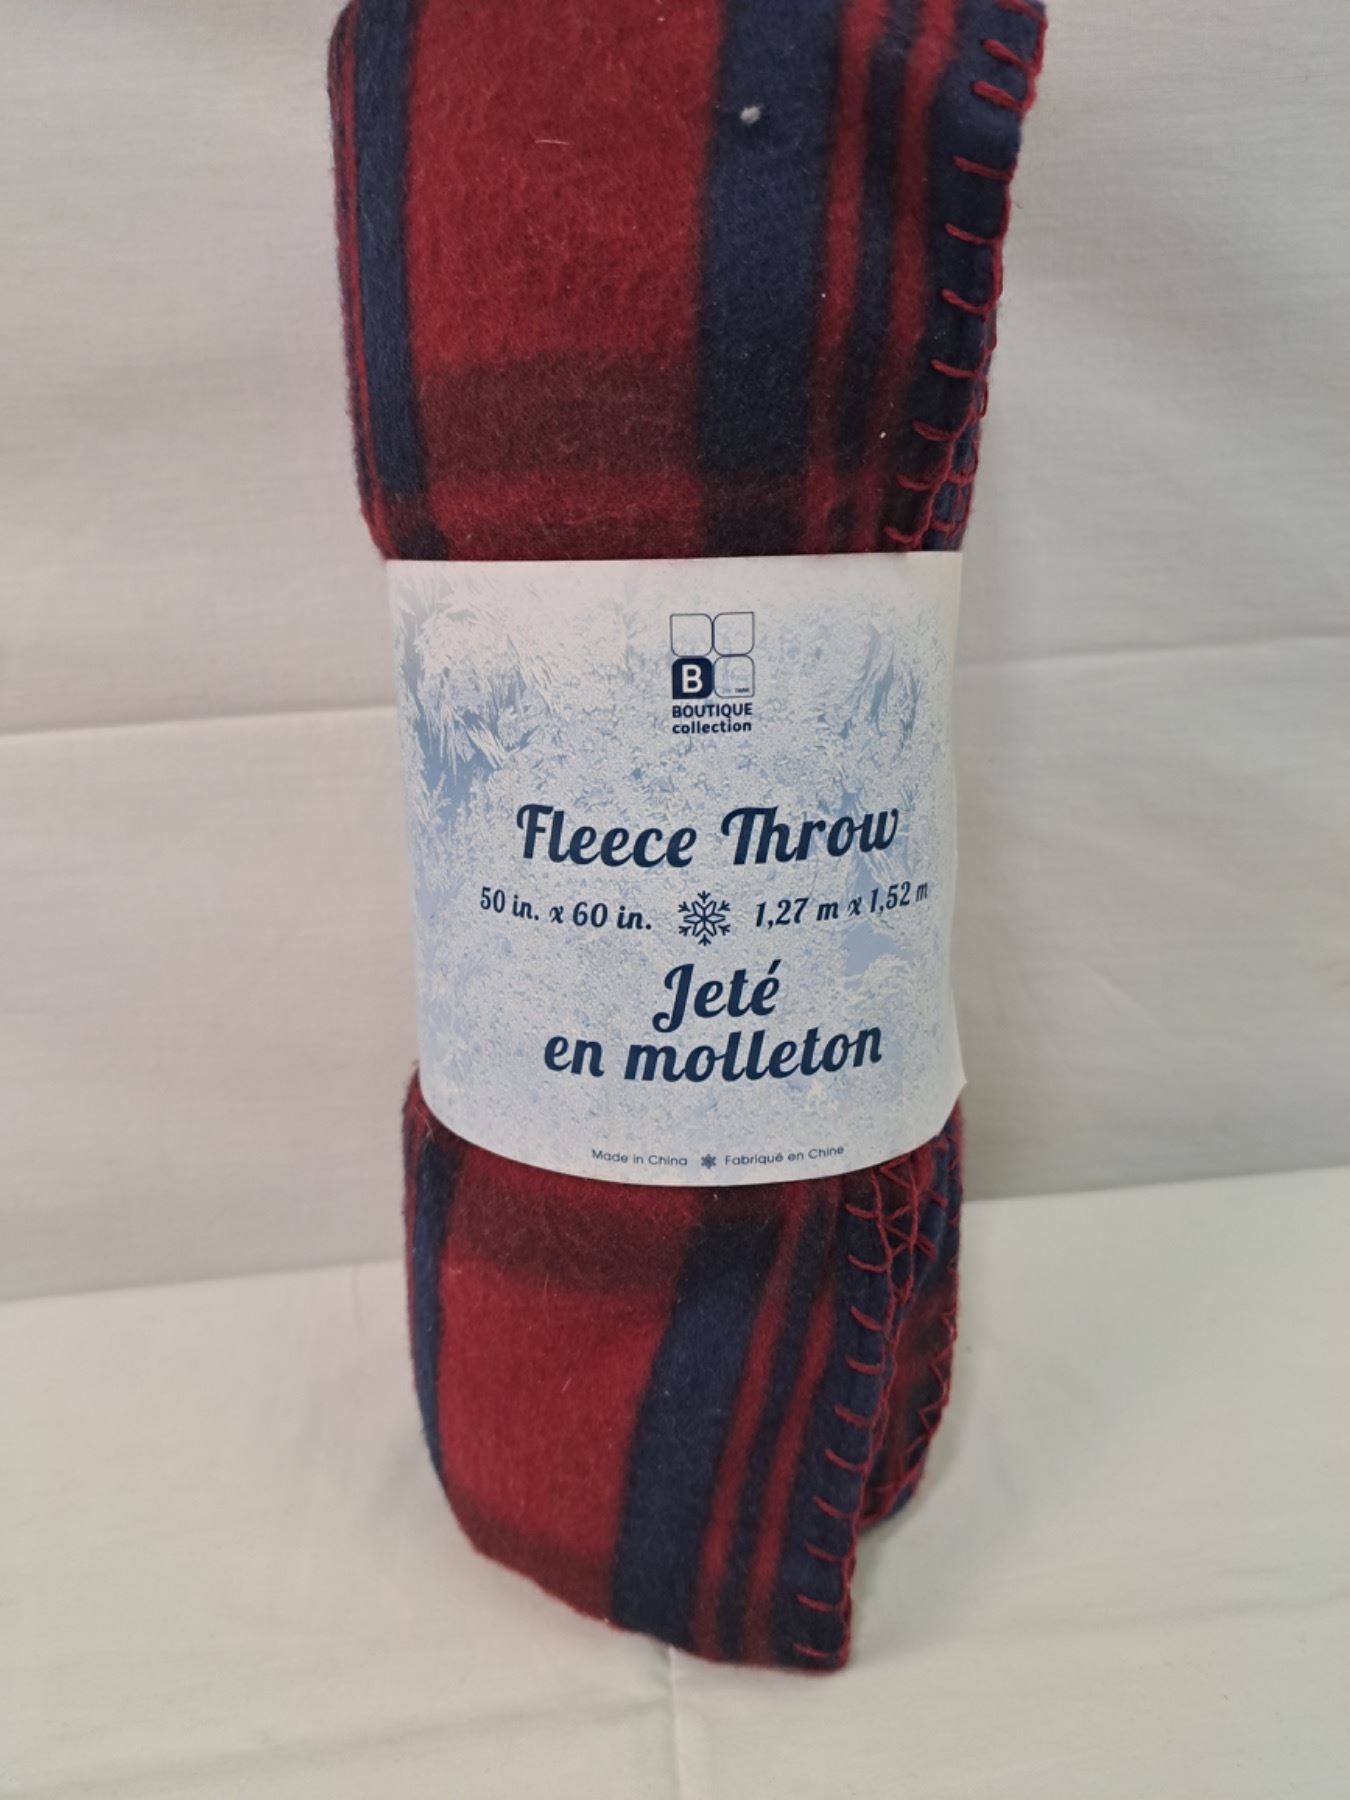 B
BOUTIQUE
collection
Fleece Throw
50 in. x 60 in.
1,27 m x 1,52 m
Jeté
en molleton
Made in China
Fabriqué en Chine